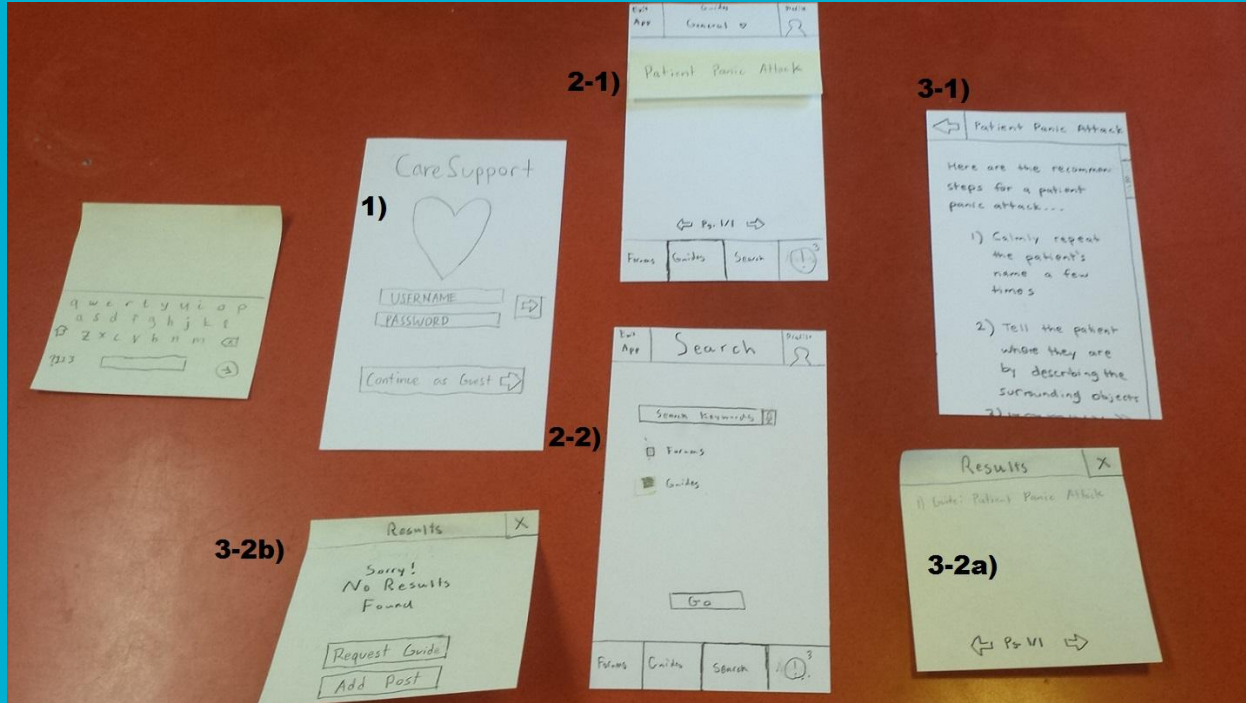 1)
CareSupport
USERNAME
PASSWORD
Continue as Guest
q w e r t y u i o p
a s d f g h j k l
z x c v b n m
?123
2-1)
Exit
App
Guides
General
Profile
Patient Panic Attack
Pg. 1/1
Forums
Guides
Search
!
3
2-2)
Exit
App
Search
Profile
Search Keywords
Forums
Guides
Go
Forums
Guides
Search
!
3
3-1)
Patient Panic Attack
Here are the recommen
steps for a patient
panic attack...
1) Calmly repeat
the patient's
name a few
times
2) Tell the patient
where they are
by describing the
surrounding objects
3-2a)
Results
X
1) Guide: Patient Panic Attack
Pg. 1/1
3-2b)
Results
X
Sorry!
No Results
Found
Request Guide
Add Post